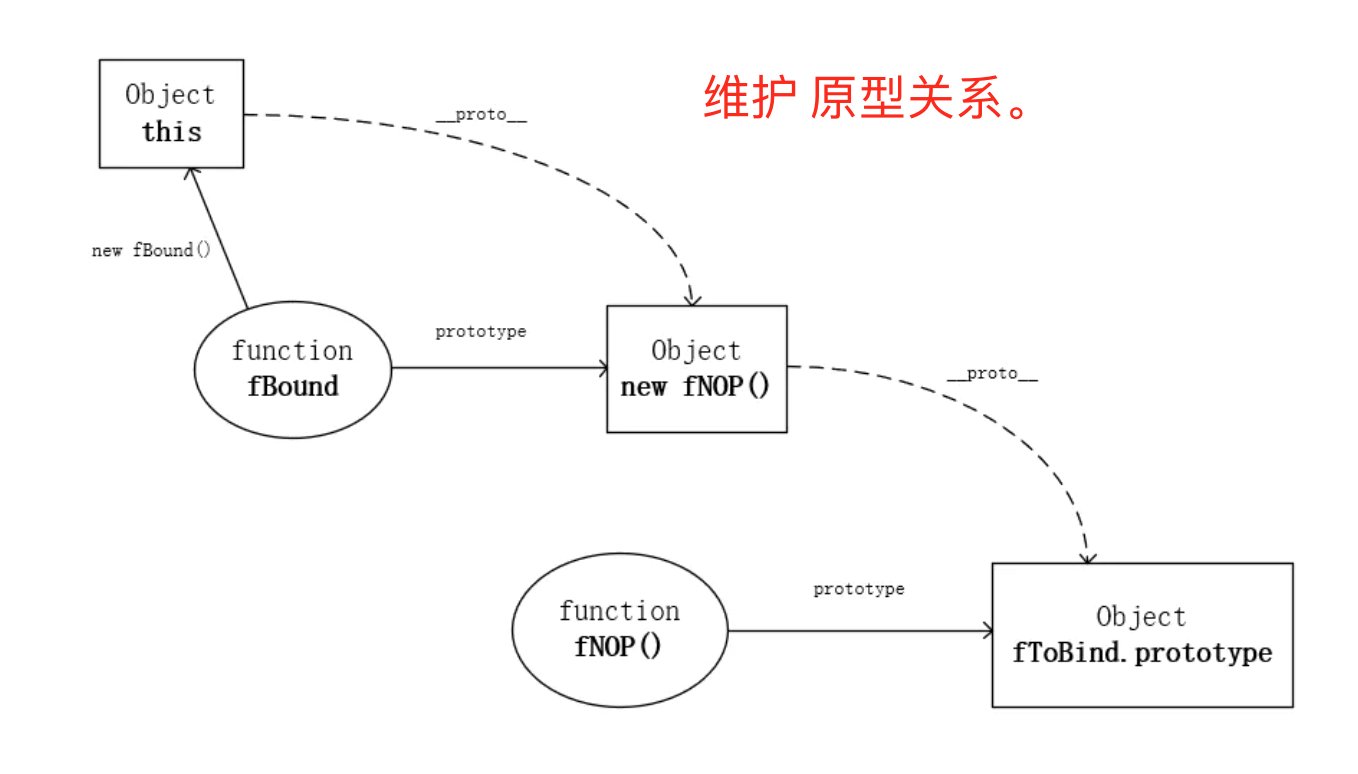 维护 原型关系。
Object
this
__proto__
new fBound()
function
fBound
prototype
Object
new fNOP()
__proto__
function
fNOP()
prototype
Object
fToBind.prototype